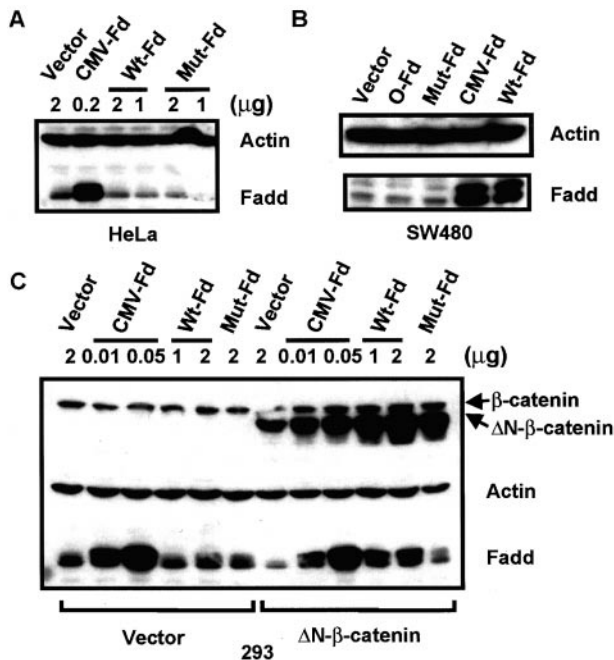 A
Vector
CMV-Fd
Wt-Fd
Mut-Fd
2 0.2 2 1 2 1 (μg)
Actin
Fadd
HeLa
B
Vector
O-Fd
Mut-Fd
CMV-Fd
Wt-Fd
Actin
Fadd
SW480
C
Vector
CMV-Fd
Wt-Fd
Mut-Fd
Vector
CMV-Fd
Wt-Fd
Mut-Fd
2 0.01 0.05 1 2 2 2 0.01 0.05 1 2 2 (μg)
β-catenin
ΔN-β-catenin
Actin
Fadd
Vector
ΔN-β-catenin
293